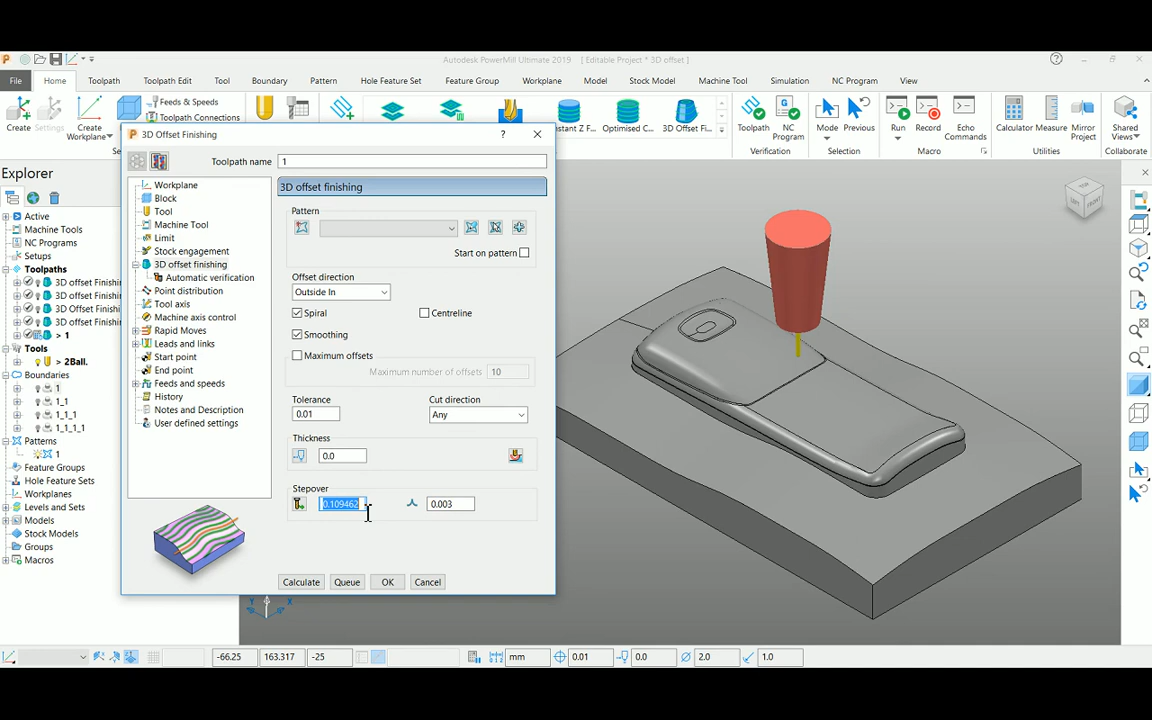 Autodesk PowerMill Ultimate 2019 [ Editable Project * 3D offset ]
File Home Toolpath Toolpath Edit Tool Boundary Pattern Hole Feature Set Feature Group Workplane Model Stock Model Machine Tool Simulation NC Program View
Create Settings Create Workplane Feeds & Speeds Toolpath Connections
nstant Z F... Optimised C... 3D Offset Fi... Toolpath NC Program Mode Previous Run Record Echo Commands Calculator Measure Mirror Project Shared Views
Verification Selection Macro Utilities Collaborate
Explorer
Active
Machine Tools
NC Programs
Setups
Toolpaths
3D offset Finishi
3D offset Finishi
3D Offset Finishi
3D offset Finishi
> 1
Tools
> 2Ball.
Boundaries
1
1_1
1_1_1
1_1_1_1
Patterns
1
Feature Groups
Hole Feature Sets
Workplanes
Levels and Sets
Models
Stock Models
Groups
Macros
3D Offset Finishing
Toolpath name 1
Workplane
Block
Tool
Machine Tool
Limit
Stock engagement
3D offset finishing
Automatic verification
Point distribution
Tool axis
Machine axis control
Rapid Moves
Leads and links
Start point
End point
Feeds and speeds
History
Notes and Description
User defined settings
3D offset finishing
Pattern
Start on pattern
Offset direction
Outside In
Spiral Centreline
Smoothing
Maximum offsets
Maximum number of offsets 10
Tolerance Cut direction
0.01 Any
Thickness
0.0
Stepover
0.109462 0.003
Calculate Queue OK Cancel
TOP
Y X
-66.25 163.317 -25 mm 0.01 0.0 2.0 1.0